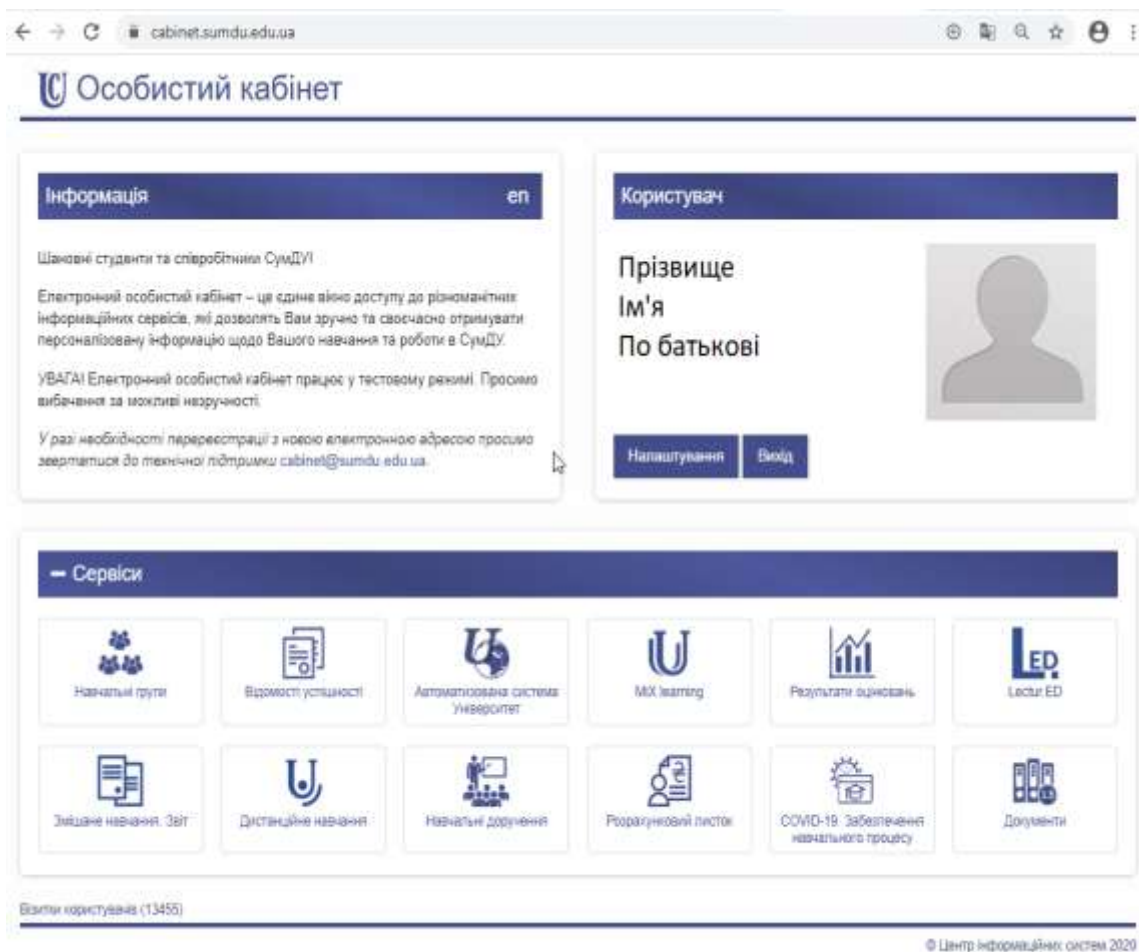 cabinet.sumdu.edu.ua
Особистий кабінет
Інформація
en
Шановні студенти та співробітники СумДУ!
Електронний особистий кабінет – це єдине вікно доступу до різноманітних
інформаційних сервісів, які дозволять Вам зручно та своєчасно отримувати
персоналізовану інформацію щодо Вашого навчання та роботи в СумДУ.
УВАГА! Електронний особистий кабінет працює у тестовому режимі. Просимо
вибачення за можливі незручності.
У разі необхідності перереєстрації з новою електронною адресою просимо
звертатися до технічної підтримки cabinet@sumdu.edu.ua.
Користувач
Прізвище
Ім'я
По батькові
Налаштування
Вихід
Сервіси
Навчальні групи
Відомості успішності
Автоматизована система
Університет
MIX learning
Результати оцінювань
LED
Lectur.ED
Змішане навчання. Звіт
Дистанційне навчання
Навчальні доручення
Розрахунковий листок
COVID-19. Забезпечення
навчального процесу
Документи
Візитки користувачів (13455)
© Центр інформаційних систем 2020